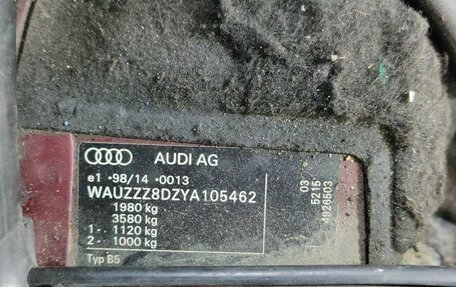 AUDI AG
e1 *98/14 *0013
WAUZZZ8DZYA105462
1980 kg
3580 kg
1- 1120 kg
2- 1000 kg
Typ B5
03
5215
4926503